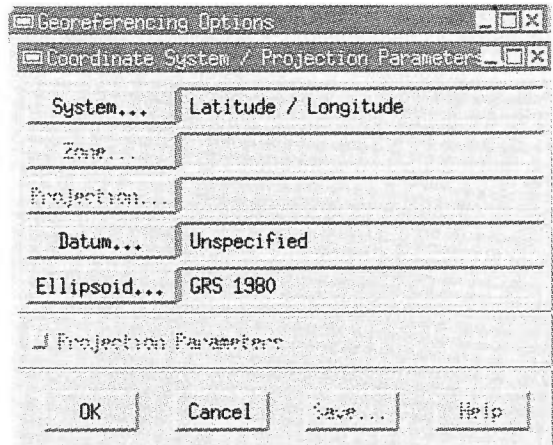 Georeferencing Options
Coordinate System / Projection Parameters
System... Latitude / Longitude
Zone...
Projection...
Datum... Unspecified
Ellipsoid... GRS 1980
Projection Parameters
OK Cancel Save... Help